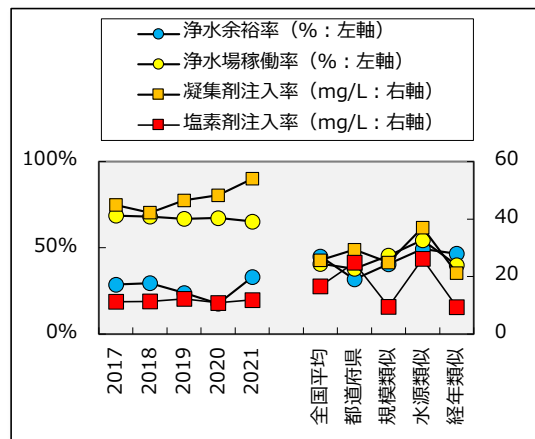 浄水余裕率（%：左軸）
浄水場稼働率（%：左軸）
凝集剤注入率（mg/L：右軸）
塩素剤注入率（mg/L：右軸）
100%
50%
0%
60
40
20
0
2017
2018
2019
2020
2021
全国平均
都道府県
規模類似
水源類似
経年類似